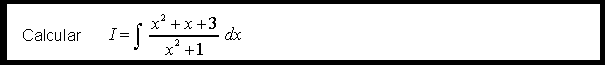 Calcular I = ∫ (x² + x + 3)/(x² + 1) dx